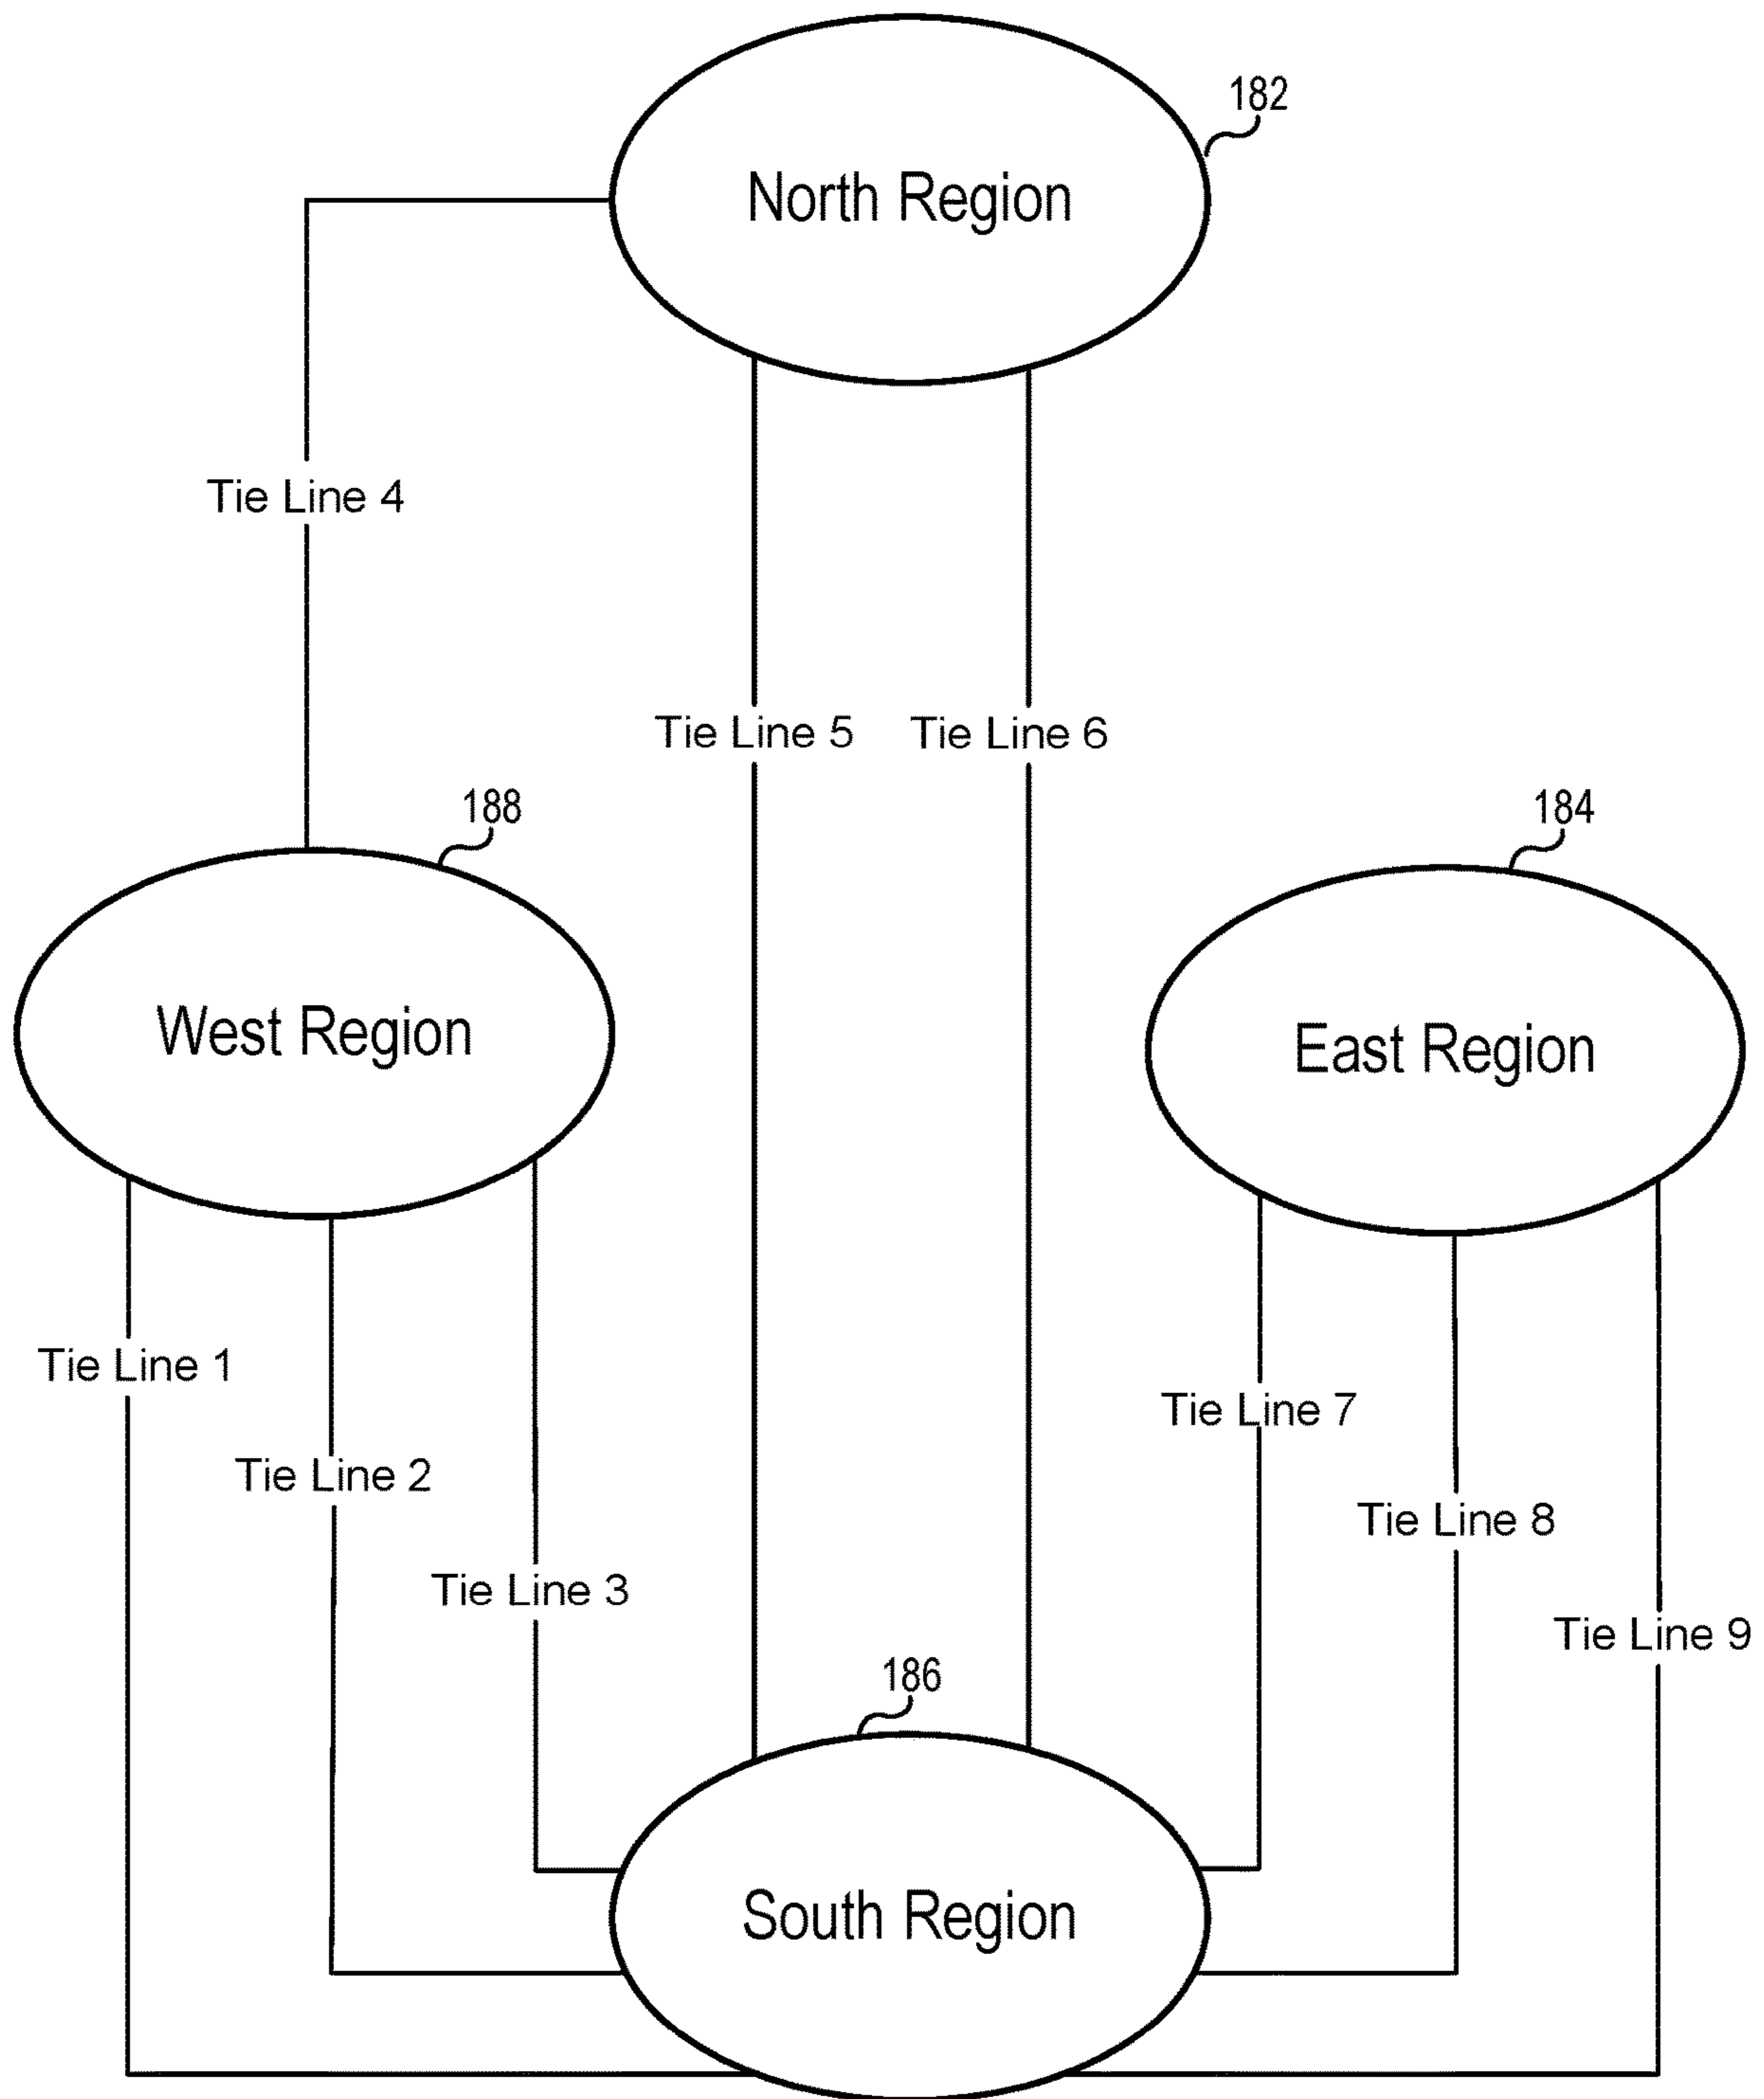 182
North Region
Tie Line 4
Tie Line 5
Tie Line 6
188
184
West Region
East Region
Tie Line 1
Tie Line 7
Tie Line 2
Tie Line 8
Tie Line 3
Tie Line 9
186
South Region